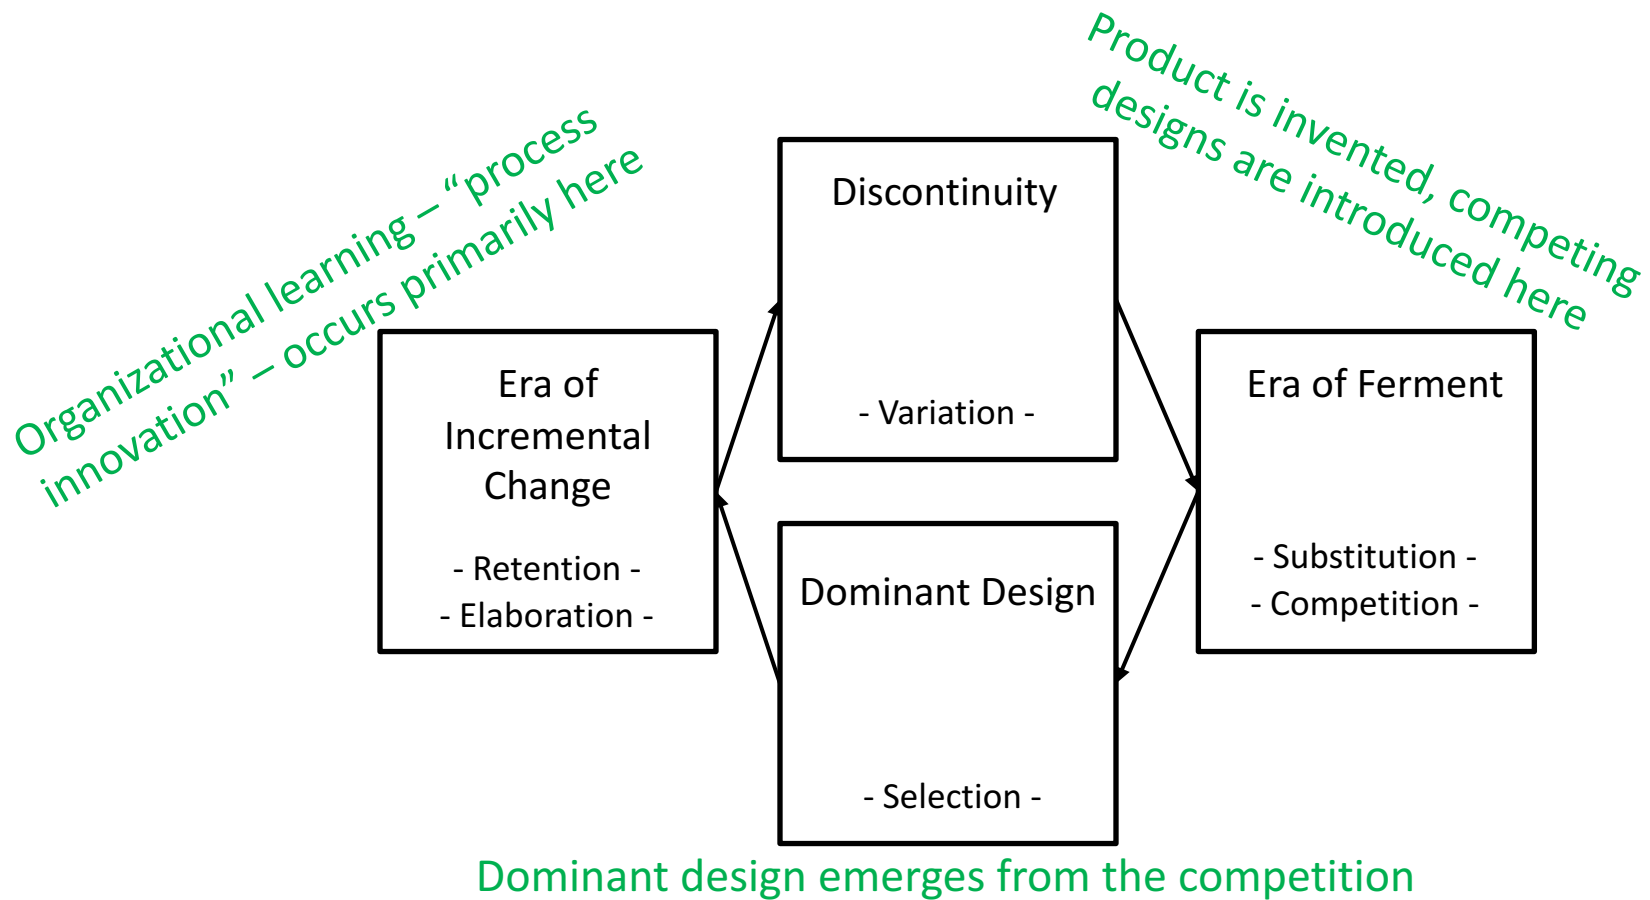 Organizational learning – “process
innovation” – occurs primarily here
Product is invented, competing
designs are introduced here
Discontinuity
- Variation -
Era of
Incremental
Change
- Retention -
- Elaboration -
Era of Ferment
- Substitution -
- Competition -
Dominant Design
- Selection -
Dominant design emerges from the competition